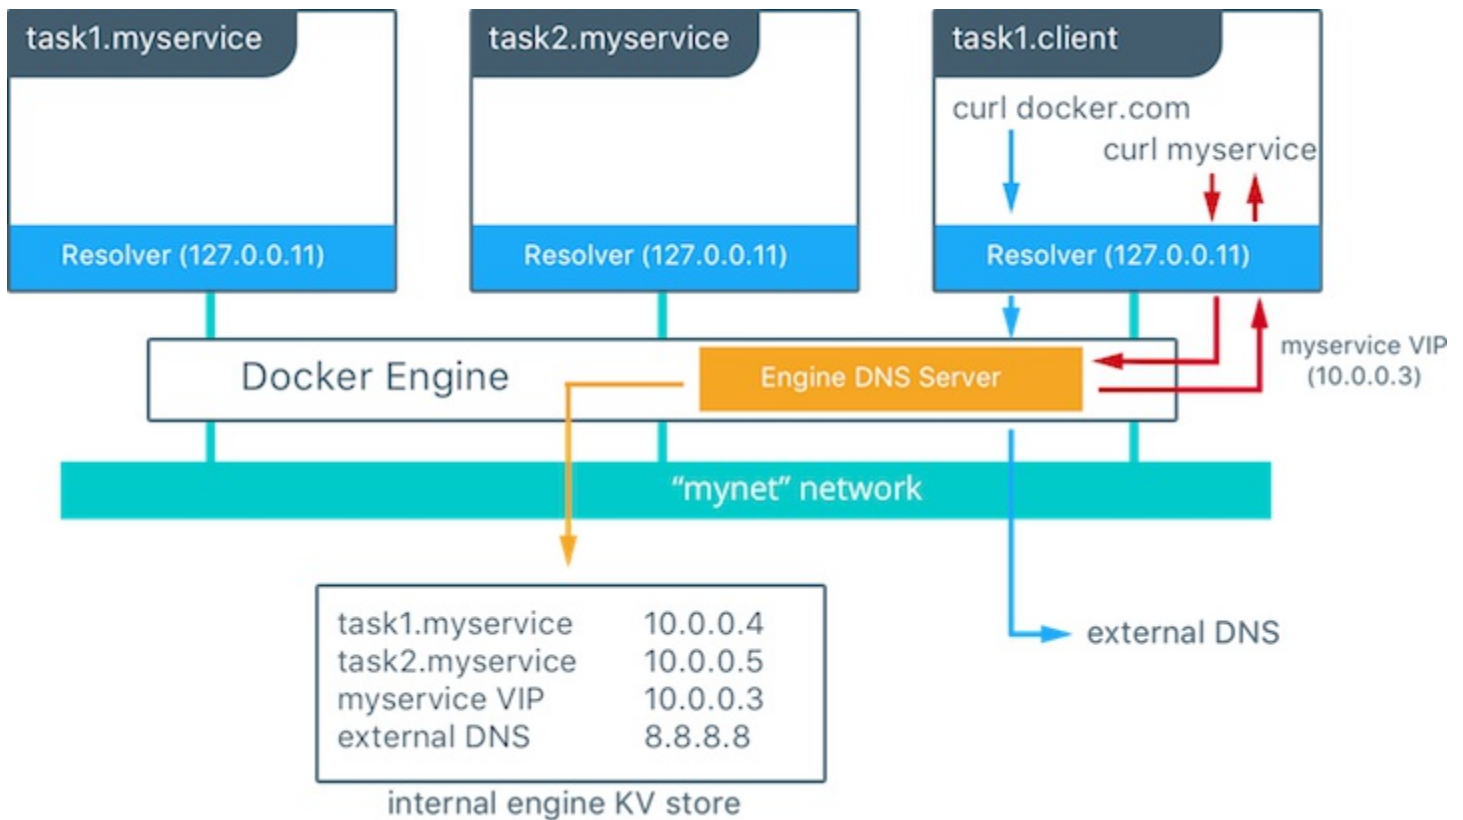 task1.myservice
task2.myservice
task1.client
curl docker.com
curl myservice
Resolver (127.0.0.11)
Resolver (127.0.0.11)
Resolver (127.0.0.11)
myservice VIP
(10.0.0.3)
Docker Engine
Engine DNS Server
“mynet” network
external DNS
task1.myservice 10.0.0.4
task2.myservice 10.0.0.5
myservice VIP 10.0.0.3
external DNS 8.8.8.8
internal engine KV store